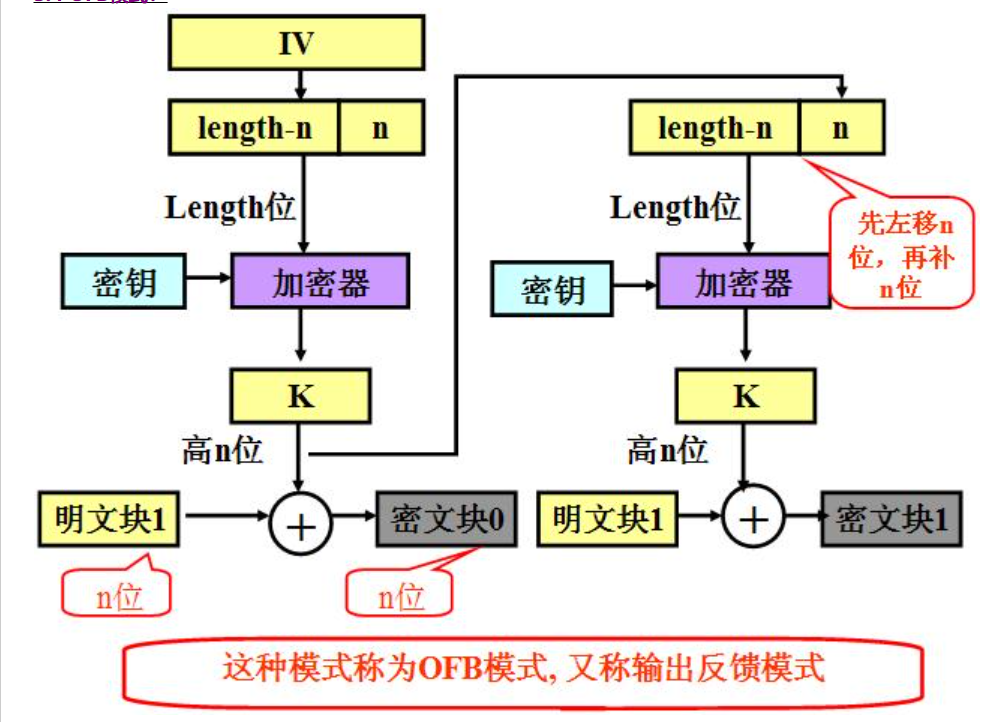 IV
length-n n
length-n n
Length位
Length位
先左移n
位，再补
n位
密钥
加密器
密钥
加密器
K
K
高n位
高n位
明文块1
+
密文块0
明文块1
+
密文块1
n位
n位
这种模式称为OFB模式, 又称输出反馈模式